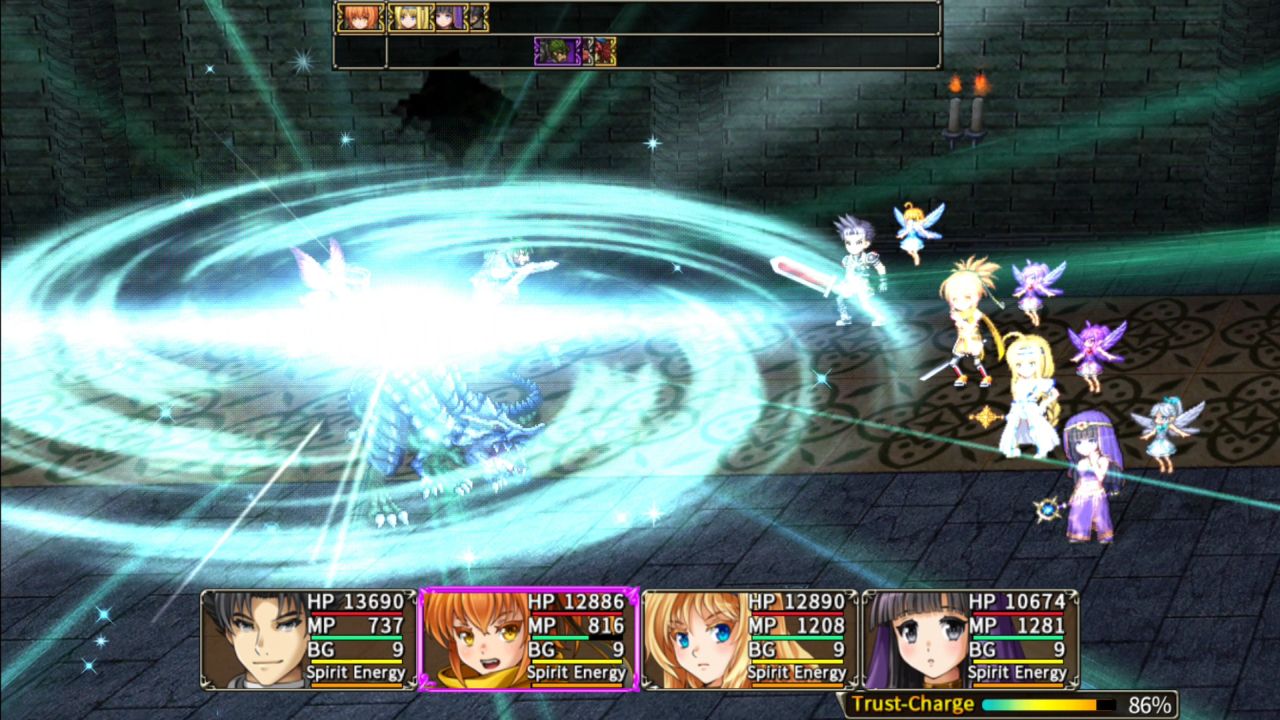 HP 13690
MP 737
BG 9
Spirit Energy
HP 12886
MP 816
BG 9
Spirit Energy
HP 12890
MP 1208
BG 9
Spirit Energy
HP 10674
MP 1281
BG 9
Spirit Energy
Trust-Charge 86%